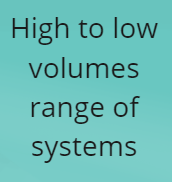 High to low
volumes
range of
systems